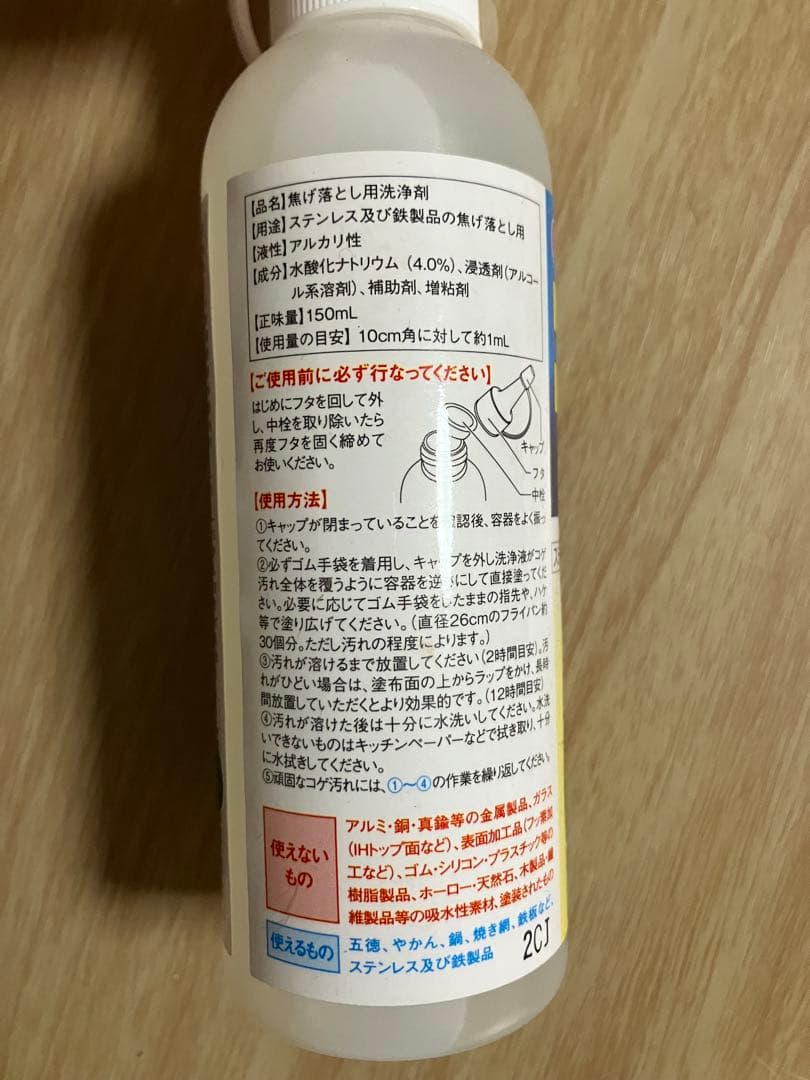 【品名】焦げ落とし用洗浄剤
【用途】ステンレス及び鉄製品の焦げ落とし用
【液性】アルカリ性
【成分】水酸化ナトリウム（4.0%）、浸透剤（アルコー
ル系溶剤）、補助剤、増粘剤
【正味量】150mL
【使用量の目安】10cm角に対して約1mL
【ご使用前に必ず行なってください】
はじめにフタを回して外
し、中栓を取り除いたら
再度フタを固く締めて
お使いください。
キャップ
フタ
中栓
【使用方法】
①キャップが閉まっていることを確認後、容器をよく振っ
てください。
②必ずゴム手袋を着用し、キャップを外し洗浄液がコゲ
汚れ全体を覆うように容器を逆さにして直接塗ってくだ
さい。必要に応じてゴム手袋をしたままの指先や、ハケ
等で塗り広げてください。（直径26cmのフライパン約
30個分。ただし汚れの程度によります。）
③汚れが溶けるまで放置してください（2時間目安）。汚
れがひどい場合は、塗布面の上からラップをかけ、長時
間放置していただくとより効果的です。（12時間目安）
④汚れが溶けた後は十分に水洗いしてください。水洗
いできないものはキッチンペーパーなどで拭き取り、十分
に水拭きしてください。
⑤頑固なコゲ汚れには、①〜④の作業を繰り返してください。
使えない
もの
アルミ・銅・真鍮等の金属製品、ガラス
（IHトップ面など）、表面加工品（フッ素加
工など）、ゴム・シリコン・プラスチック等の
樹脂製品、ホーロー・天然石、木製品・繊
維製品等の吸水性素材、塗装されたもの
使えるもの
五徳、やかん、鍋、焼き網、鉄板など、
ステンレス及び鉄製品
2CJ